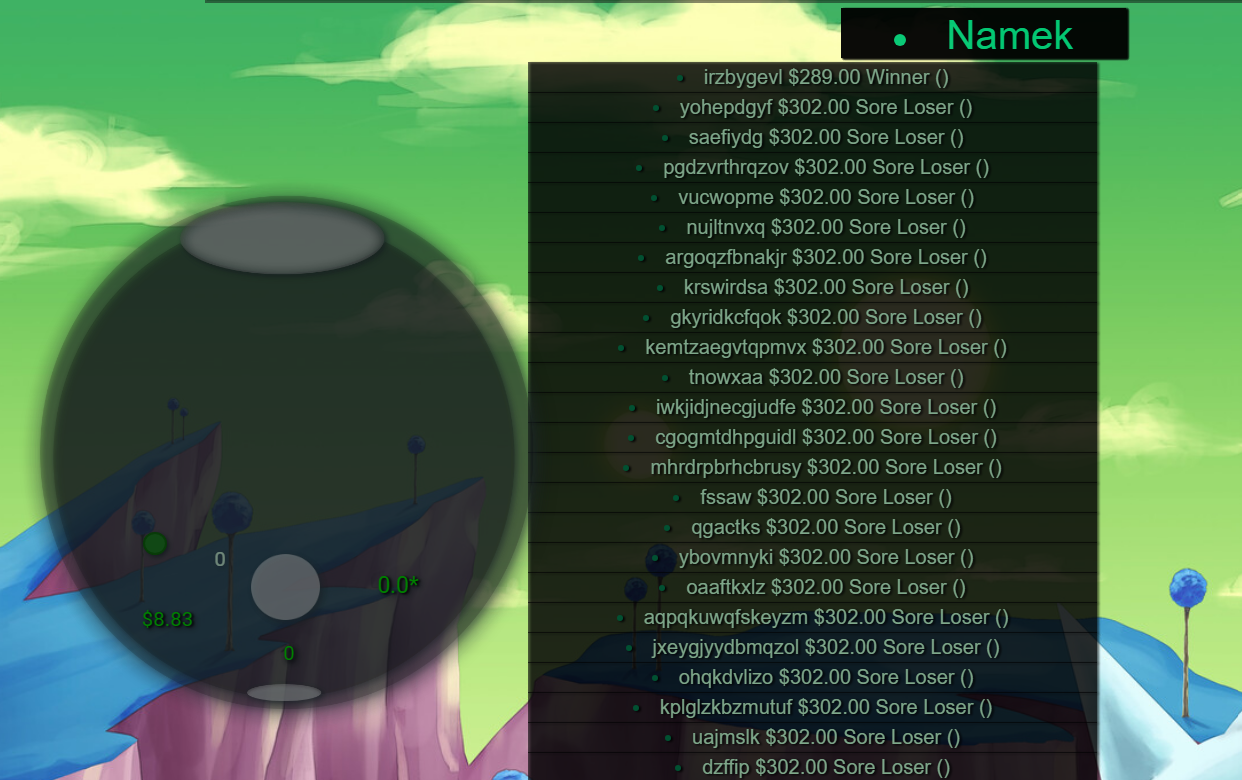 Namek
irzbygevl $289.00 Winner ()
yohepdgyf $302.00 Sore Loser ()
saefiydg $302.00 Sore Loser ()
pgdzvrthrqzov $302.00 Sore Loser ()
vucwopme $302.00 Sore Loser ()
nujltnvxq $302.00 Sore Loser ()
argoqzfbnakjr $302.00 Sore Loser ()
krswirdsa $302.00 Sore Loser ()
gkyridkcfqok $302.00 Sore Loser ()
kemtzaegvtqpmvx $302.00 Sore Loser ()
tnowxaa $302.00 Sore Loser ()
iwkjidjnecgjudfe $302.00 Sore Loser ()
cgogmtdhpguidl $302.00 Sore Loser ()
mhrdrpbrhcbrusy $302.00 Sore Loser ()
fssaw $302.00 Sore Loser ()
qgactks $302.00 Sore Loser ()
ybovmnyki $302.00 Sore Loser ()
oaaftkxlz $302.00 Sore Loser ()
aqpqkuwqfskeyzm $302.00 Sore Loser ()
jxeygjyydbmqzol $302.00 Sore Loser ()
ohqkdvlizo $302.00 Sore Loser ()
kplglzkbzmutuf $302.00 Sore Loser ()
uajmslk $302.00 Sore Loser ()
dzffip $302.00 Sore Loser ()
0
0.0*
$8.83
0